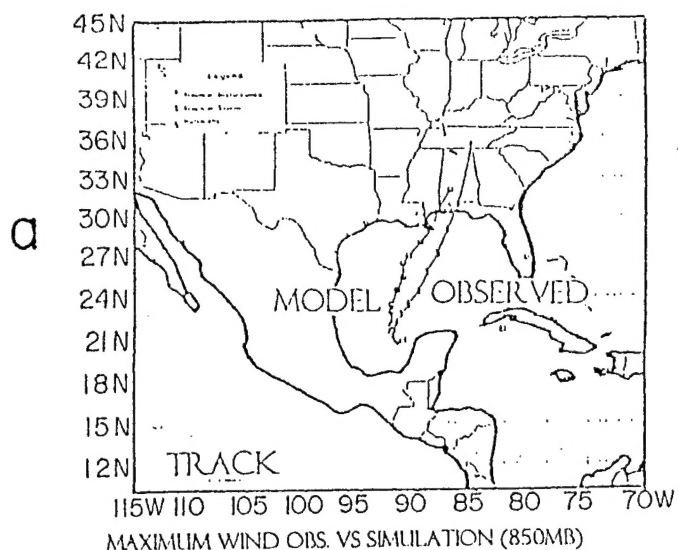 45N
42N
Legend
39N
36N
33N
a
30N
27N
MODEL OBSERVED
24N
21N
18N
15N
TRACK
12N
115W 110 105 100 95 90 85 80 75 70W
MAXIMUM WIND OBS. VS SIMULATION (850MB)